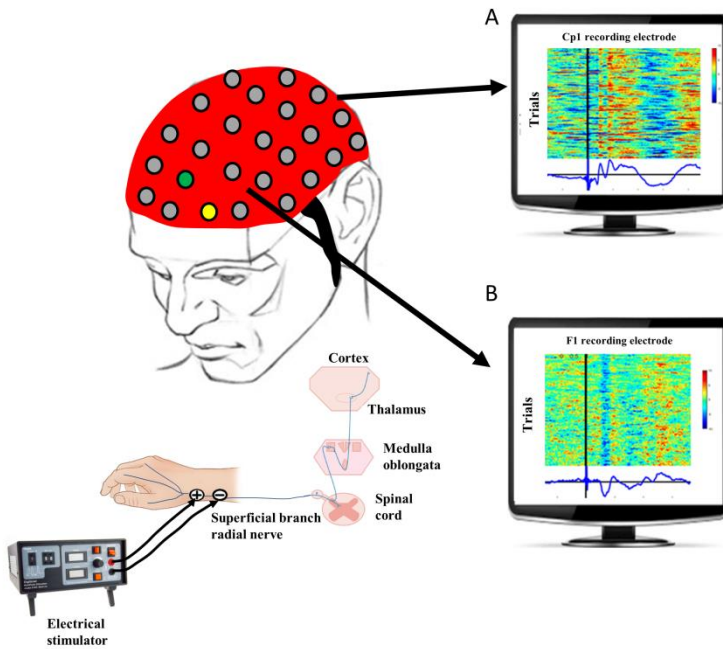 A
Cp1 recording electrode
Trials
B
F1 recording electrode
Trials
Cortex
Thalamus
Medulla
oblongata
Spinal
cord
+
−
Superficial branch
radial nerve
Electrical
stimulator